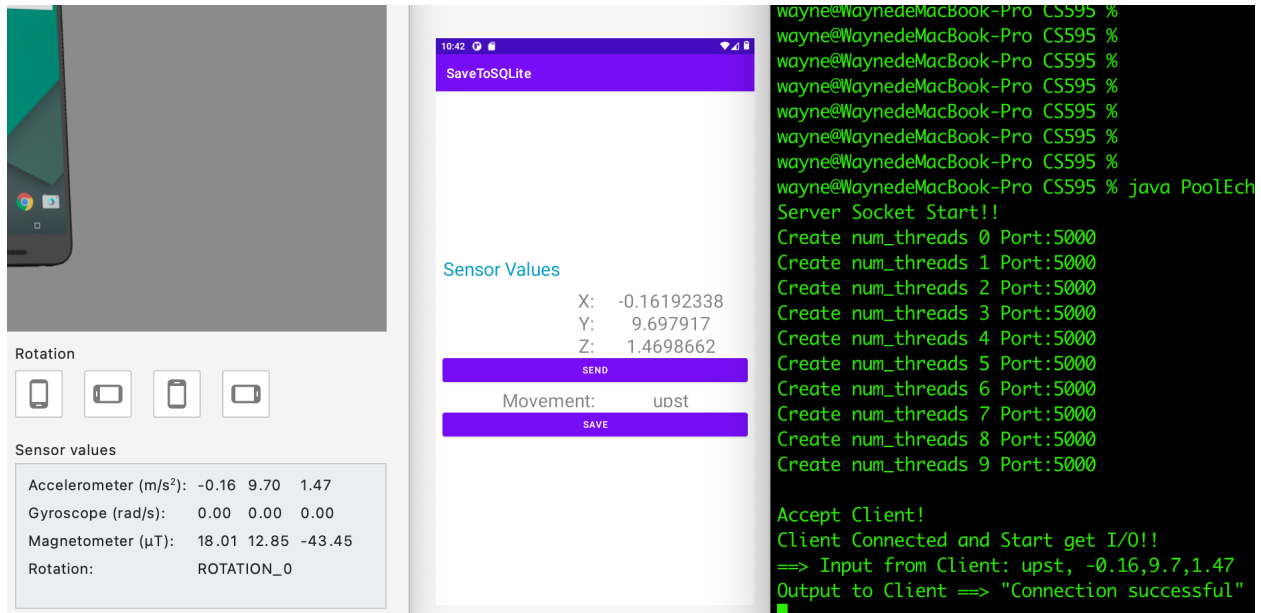 Rotation
Sensor values
Accelerometer (m/s²): -0.16 9.70 1.47
Gyroscope (rad/s): 0.00 0.00 0.00
Magnetometer (μT): 18.01 12.85 -43.45
Rotation: ROTATION_0
10:42
SaveToSQLite
Sensor Values
X: -0.16192338
Y: 9.697917
Z: 1.4698662
SEND
Movement: upst
SAVE
wayne@WaynedeMacBook-Pro CS595 %
wayne@WaynedeMacBook-Pro CS595 %
wayne@WaynedeMacBook-Pro CS595 %
wayne@WaynedeMacBook-Pro CS595 %
wayne@WaynedeMacBook-Pro CS595 %
wayne@WaynedeMacBook-Pro CS595 %
wayne@WaynedeMacBook-Pro CS595 %
wayne@WaynedeMacBook-Pro CS595 % java PoolEch
Server Socket Start!!
Create num_threads 0 Port:5000
Create num_threads 1 Port:5000
Create num_threads 2 Port:5000
Create num_threads 3 Port:5000
Create num_threads 4 Port:5000
Create num_threads 5 Port:5000
Create num_threads 6 Port:5000
Create num_threads 7 Port:5000
Create num_threads 8 Port:5000
Create num_threads 9 Port:5000
Accept Client!
Client Connected and Start get I/O!!
==> Input from Client: upst, -0.16,9.7,1.47
Output to Client ==> "Connection successful"